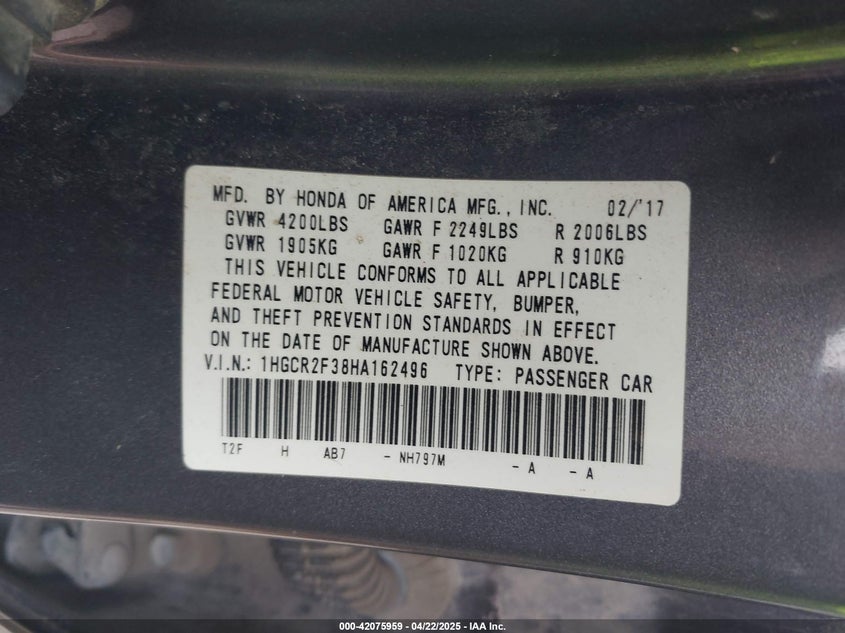 MFD. BY HONDA OF AMERICA MFG., INC. 02/'17
GVWR 4200LBS GAWR F 2249LBS R 2006LBS
GVWR 1905KG GAWR F 1020KG R 910KG
THIS VEHICLE CONFORMS TO ALL APPLICABLE
FEDERAL MOTOR VEHICLE SAFETY, BUMPER,
AND THEFT PREVENTION STANDARDS IN EFFECT
ON THE DATE OF MANUFACTURE SHOWN ABOVE.
V.I.N.: 1HGCR2F38HA162496 TYPE: PASSENGER CAR
T2F H AB7 - NH797M - A - A
000-42075959 — 04/22/2025 — IAA Inc.